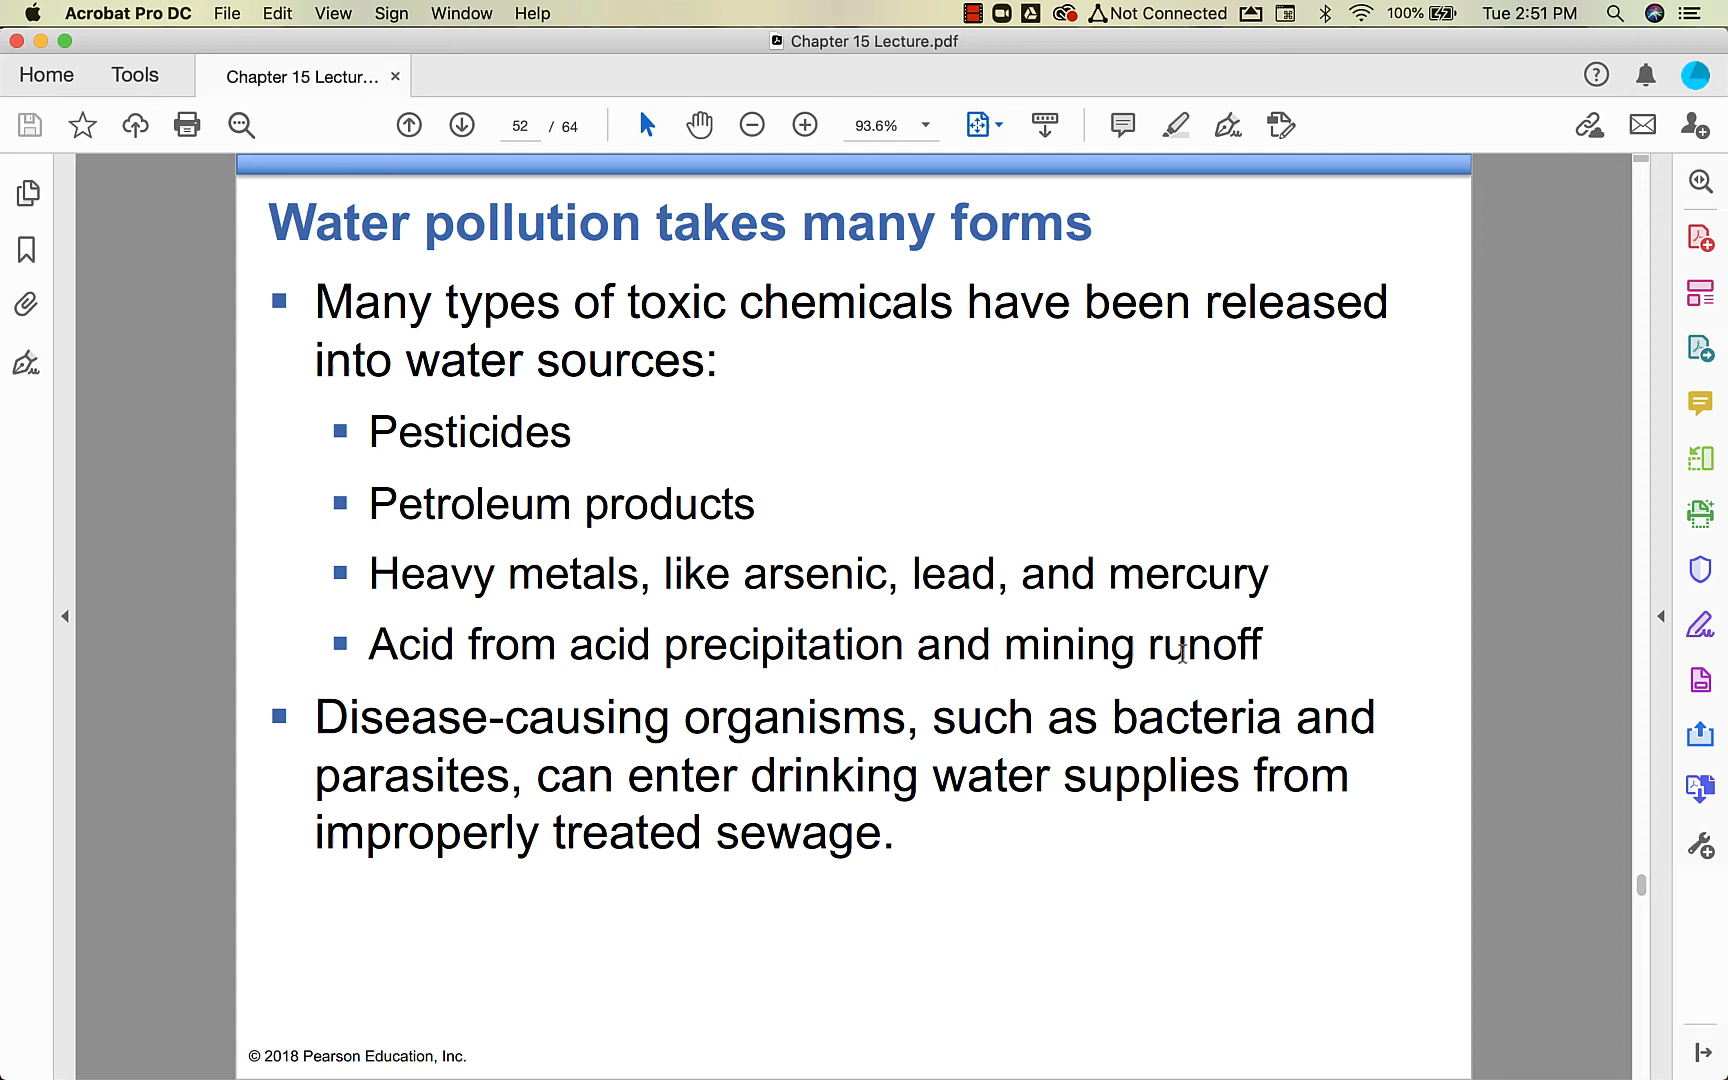 Acrobat Pro DC File Edit View Sign Window Help Not Connected 100% Tue 2:51 PM
Chapter 15 Lecture.pdf
Home Tools Chapter 15 Lectur... ×
52 / 64 93.6%
Water pollution takes many forms
Many types of toxic chemicals have been released
into water sources:
Pesticides
Petroleum products
Heavy metals, like arsenic, lead, and mercury
Acid from acid precipitation and mining runoff
Disease-causing organisms, such as bacteria and
parasites, can enter drinking water supplies from
improperly treated sewage.
© 2018 Pearson Education, Inc.